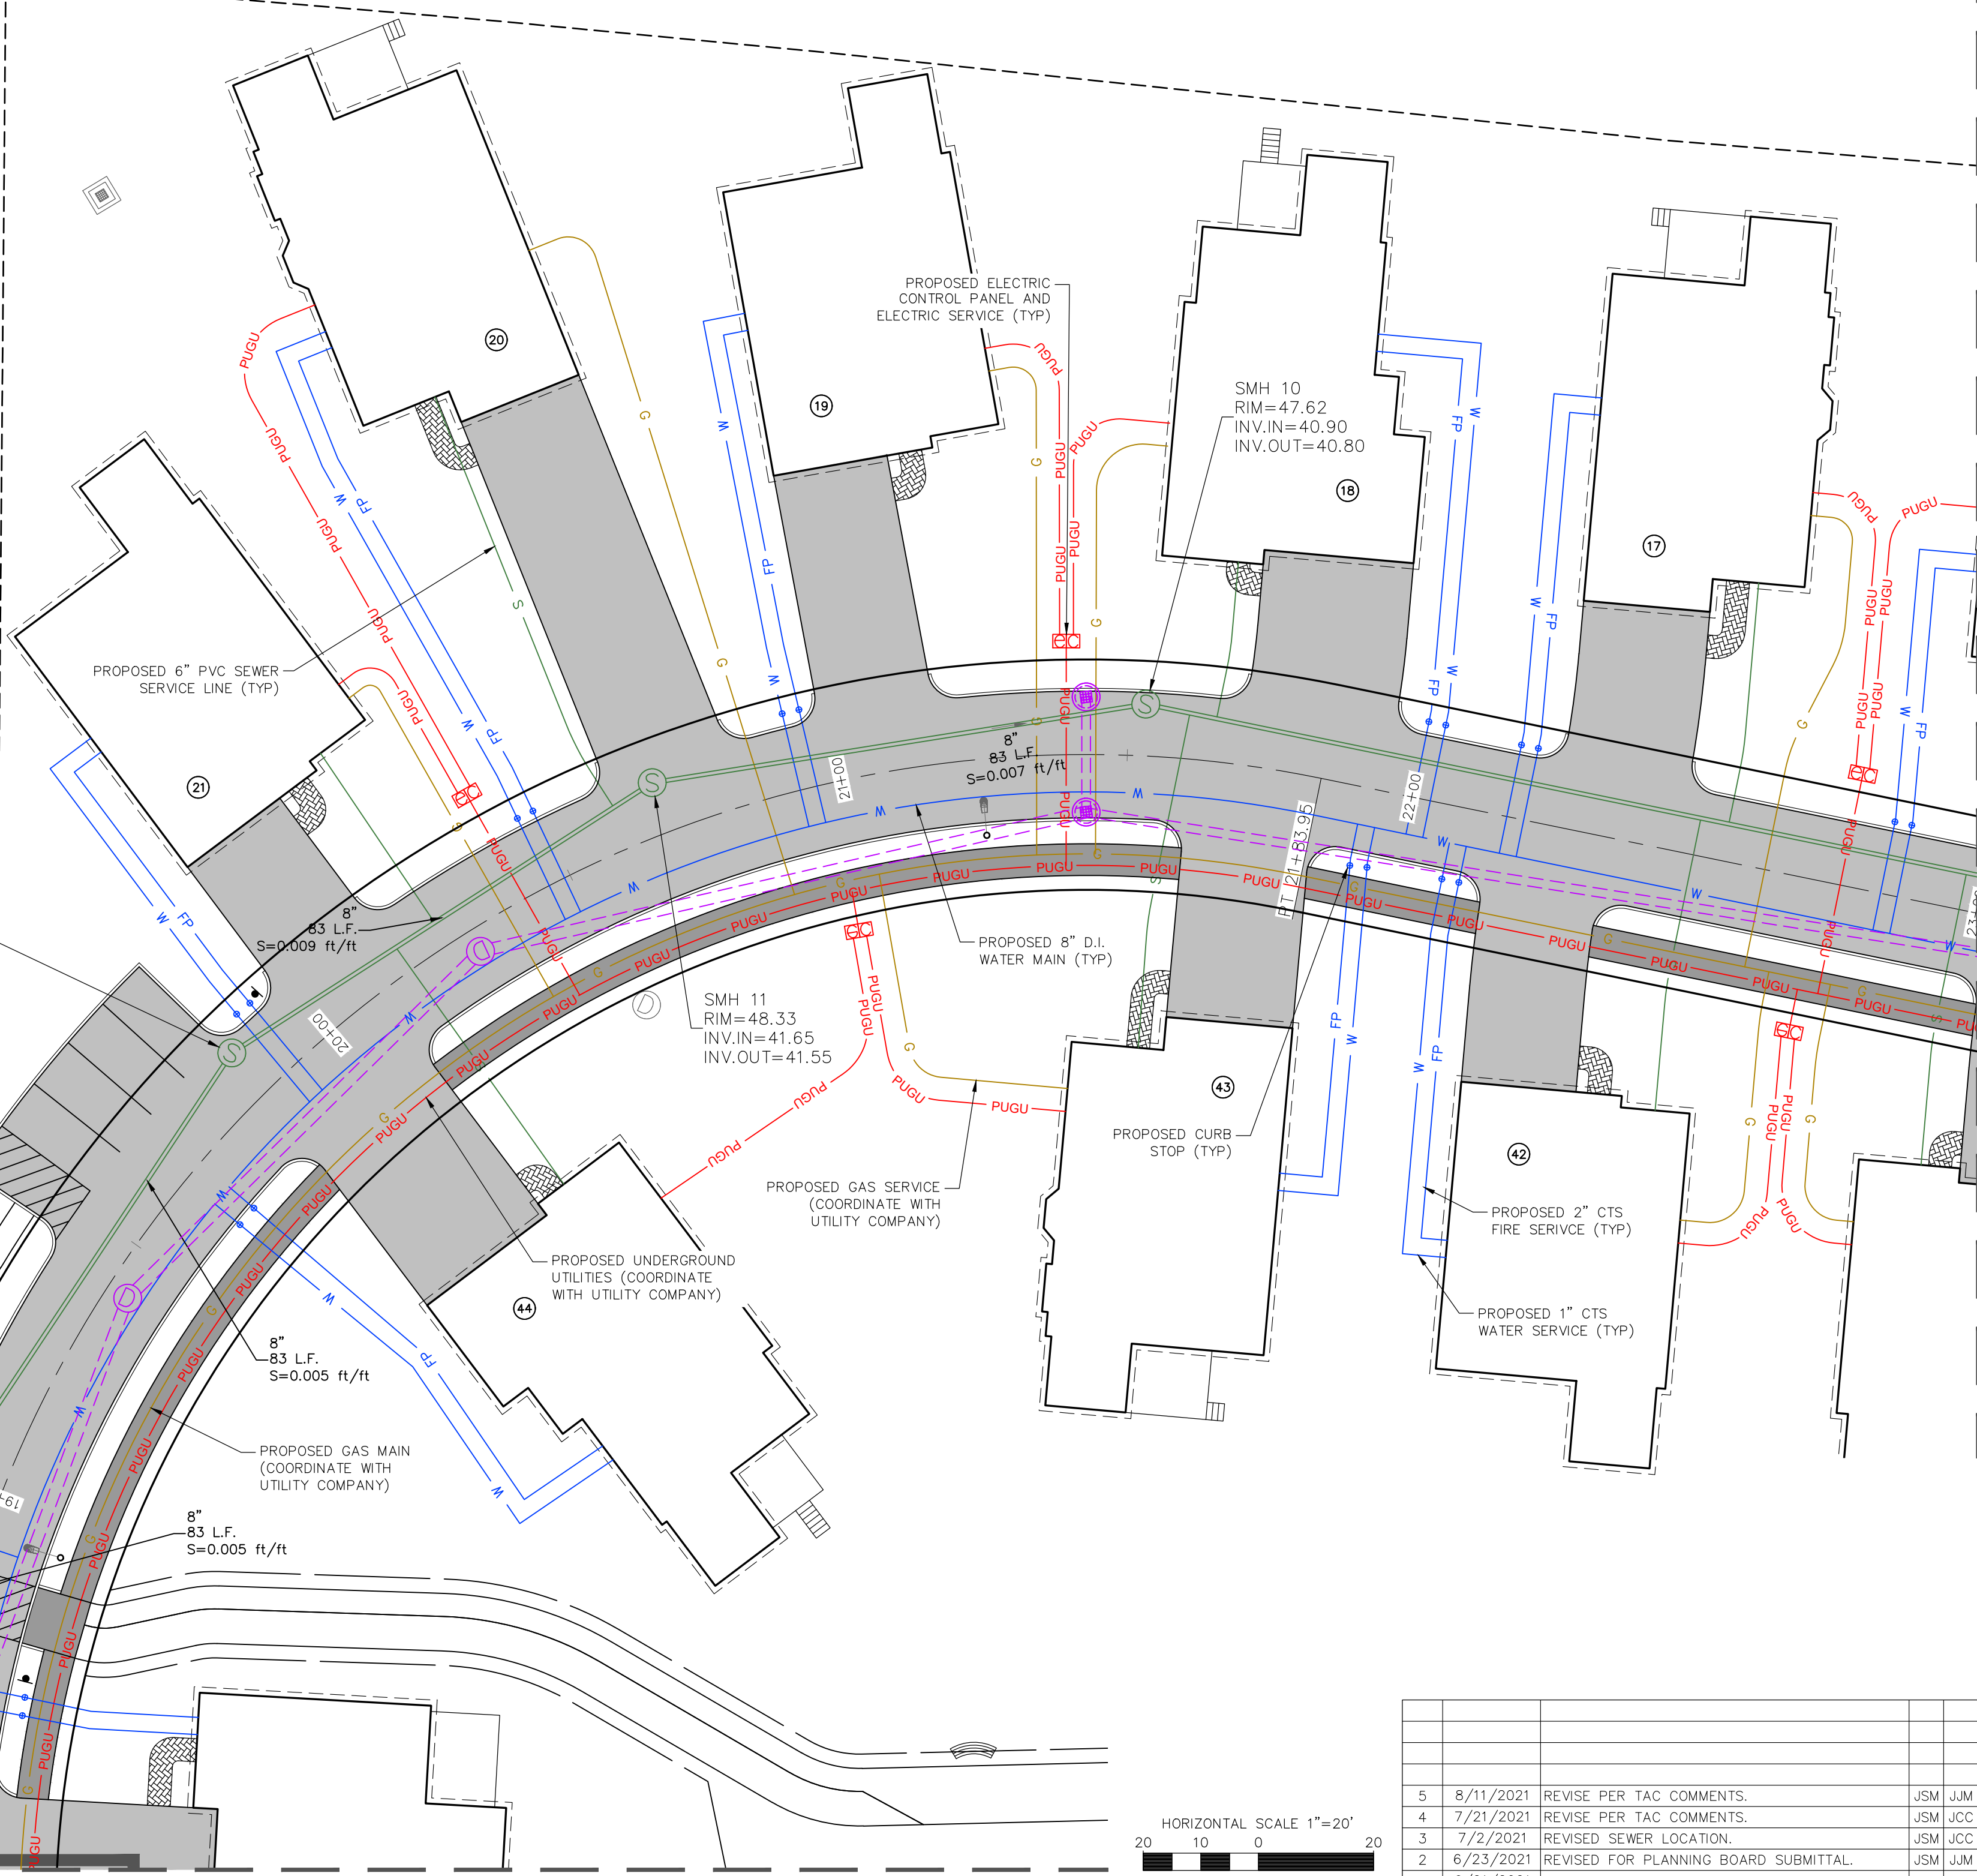 20
19
18
17
21
44
43
42
PROPOSED ELECTRIC
CONTROL PANEL AND
ELECTRIC SERVICE (TYP)
SMH 10
RIM=47.62
INV.IN=40.90
INV.OUT=40.80
PROPOSED 6" PVC SEWER
SERVICE LINE (TYP)
8"
83 L.F.
S=0.007 ft/ft
21+00
22+00
PT 21+83.95
8"
83 L.F.
S=0.009 ft/ft
20+00
PROPOSED 8" D.I.
WATER MAIN (TYP)
SMH 11
RIM=48.33
INV.IN=41.65
INV.OUT=41.55
PROPOSED CURB
STOP (TYP)
PROPOSED GAS SERVICE
(COORDINATE WITH
UTILITY COMPANY)
PROPOSED 2" CTS
FIRE SERIVCE (TYP)
PROPOSED UNDERGROUND
UTILITIES (COORDINATE
WITH UTILITY COMPANY)
PROPOSED 1" CTS
WATER SERVICE (TYP)
8"
83 L.F.
S=0.005 ft/ft
PROPOSED GAS MAIN
(COORDINATE WITH
UTILITY COMPANY)
8"
83 L.F.
S=0.005 ft/ft
PUGU
G
W
FP
S
D
e C
HORIZONTAL SCALE 1"=20'
20 10 0 20
5 8/11/2021 REVISE PER TAC COMMENTS. JSM JJM
4 7/21/2021 REVISE PER TAC COMMENTS. JSM JCC
3 7/2/2021 REVISED SEWER LOCATION. JSM JCC
2 6/23/2021 REVISED FOR PLANNING BOARD SUBMITTAL. JSM JJM